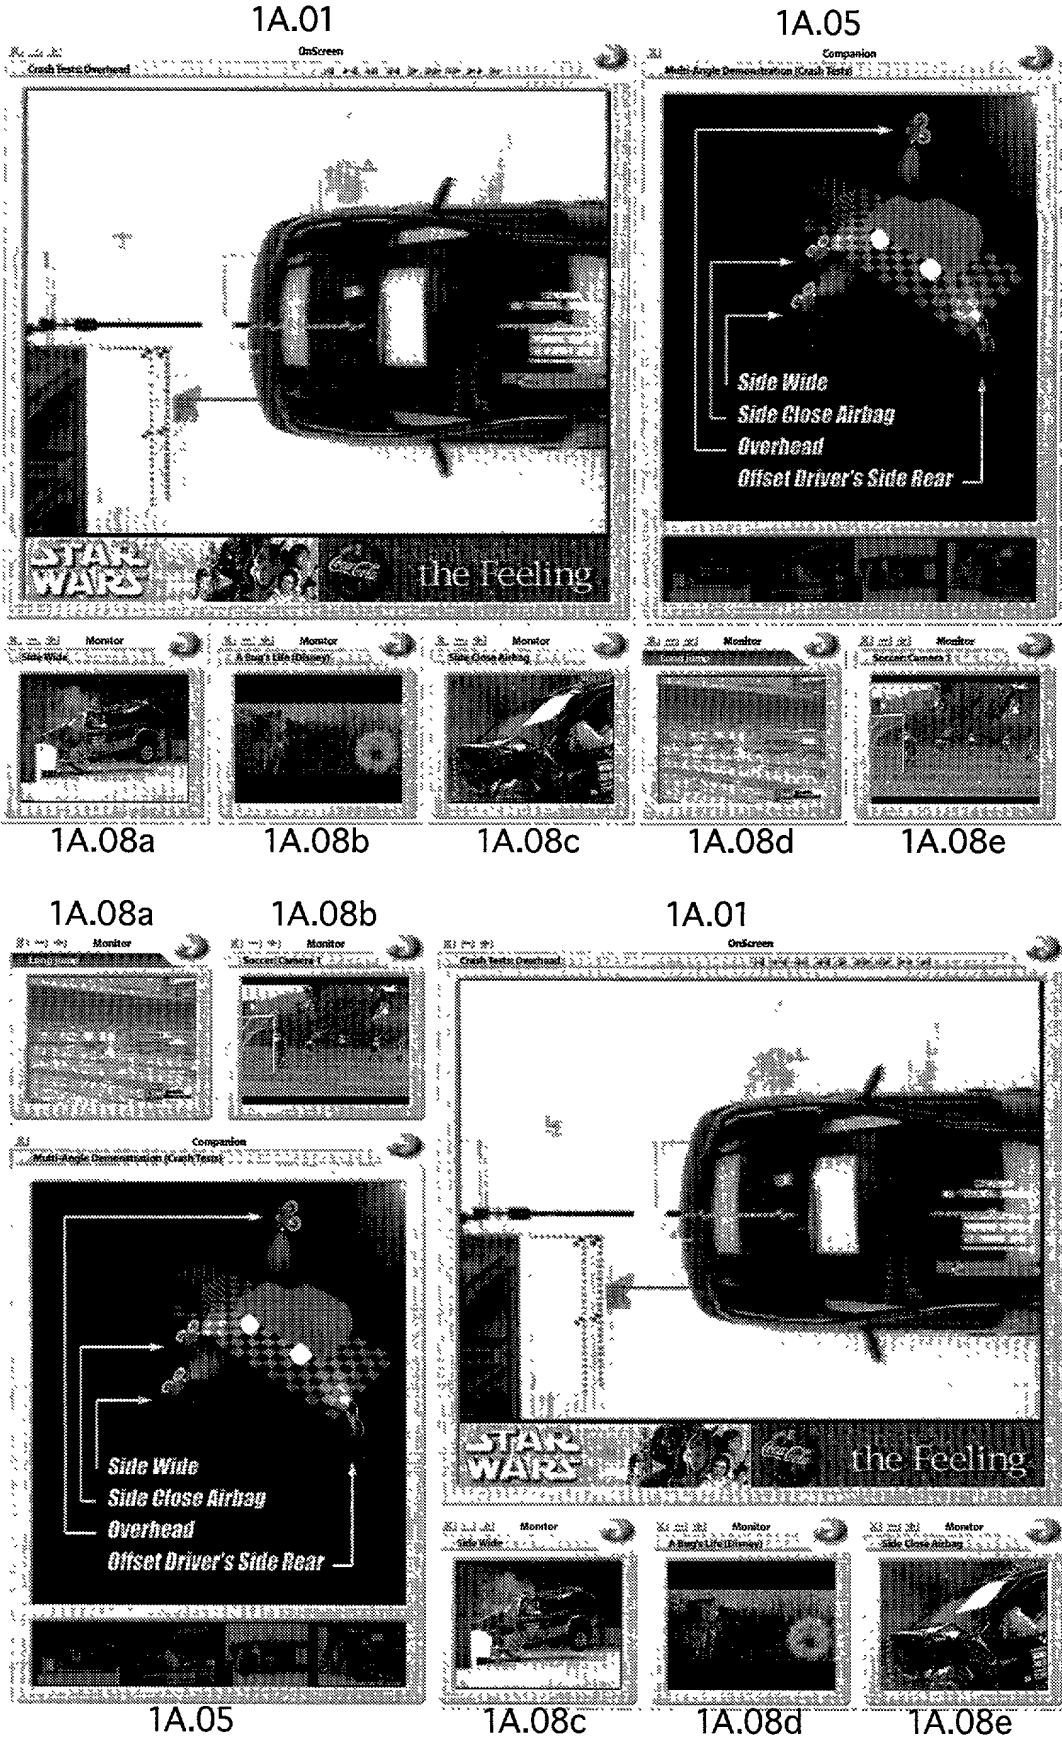 1A.01
1A.05
OnScreen
Companion
Crash Tests: Overhead
Multi-Angle Demonstration (Crash Tests)
Side Wide
Side Close Airbag
Overhead
Offset Driver's Side Rear
STAR WARS
Coca-Cola
the Feeling
Monitor
Monitor
Monitor
Monitor
Monitor
Side Wide
A Bug's Life (Disney)
Side Close Airbag
Long Jump
Soccer: Camera 1
1A.08a
1A.08b
1A.08c
1A.08d
1A.08e
1A.08a
1A.08b
1A.01
Monitor
Monitor
OnScreen
Soccer: Camera 1
Crash Tests: Overhead
Companion
Multi-Angle Demonstration (Crash Tests)
Side Wide
Side Close Airbag
Overhead
Offset Driver's Side Rear
STAR WARS
Coca-Cola
the Feeling
Monitor
Monitor
Monitor
Side Wide
A Bug's Life (Disney)
Side Close Airbag
1A.05
1A.08c
1A.08d
1A.08e